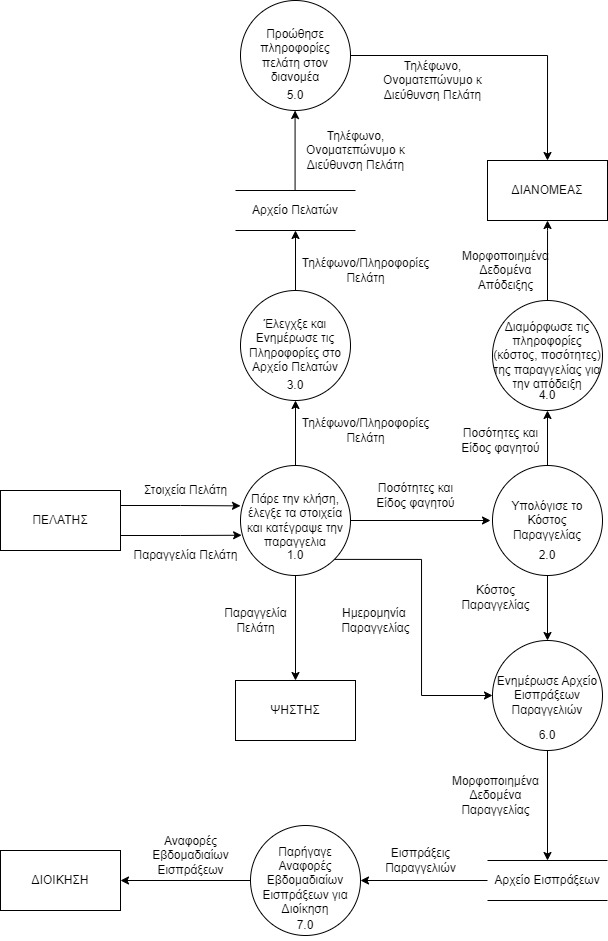 Προώθησε
πληροφορίες
πελάτη στον
διανομέα
5.0
Τηλέφωνο,
Ονοματεπώνυμο κ
Διεύθυνση Πελάτη
Τηλέφωνο,
Ονοματεπώνυμο κ
Διεύθυνση Πελάτη
ΔΙΑΝΟΜΕΑΣ
Αρχείο Πελατών
Τηλέφωνο/Πληροφορίες
Πελάτη
Μορφοποιημένα
Δεδομένα
Απόδειξης
Έλεγχξε και
Ενημέρωσε τις
Πληροφορίες στο
Αρχείο Πελατών
3.0
Διαμόρφωσε τις
πληροφορίες
(κόστος, ποσότητες)
της παραγγελίας για
την απόδειξη
4.0
Τηλέφωνο/Πληροφορίες
Πελάτη
Ποσότητες και
Είδος φαγητού
ΠΕΛΑΤΗΣ
Στοιχεία Πελάτη
Παραγγελία Πελάτη
Πάρε την κλήση,
έλεγξε τα στοιχεία
και κατέγραψε την
παραγγελια
1.0
Ποσότητες και
Είδος φαγητού
Υπολόγισε το
Κόστος
Παραγγελίας
2.0
Παραγγελία
Πελάτη
Ημερομηνία
Παραγγελίας
Κόστος
Παραγγελίας
ΨΗΣΤΗΣ
Ενημέρωσε Αρχείο
Εισπράξεων
Παραγγελιών
6.0
Μορφοποιημένα
Δεδομένα
Παραγγελίας
ΔΙΟΙΚΗΣΗ
Αναφορές
Εβδομαδιαίων
Εισπράξεων
Παρήγαγε
Αναφορές
Εβδομαδιαίων
Εισπράξεων για
Διοίκηση
7.0
Εισπράξεις
Παραγγελιών
Αρχείο Εισπράξεων